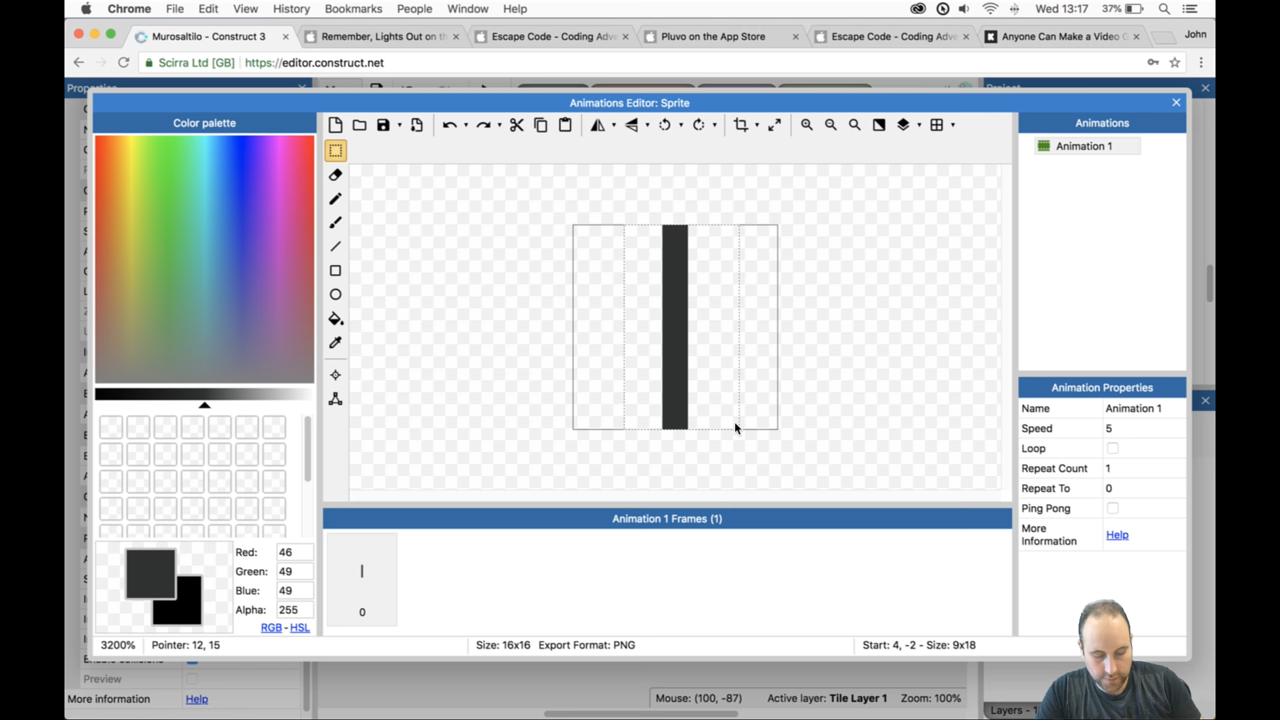 Chrome File Edit View History Bookmarks People Window Help
Wed 13:17 37%
Murosaltilo - Construct 3
Remember, Lights Out on th
Escape Code - Coding Adve
Pluvo on the App Store
Escape Code - Coding Adve
Anyone Can Make a Video G
John
Scirra Ltd [GB] https://editor.construct.net
Animations Editor: Sprite
Color palette
Animations
Animation 1
Animation Properties
Name Animation 1
Speed 5
Loop
Repeat Count 1
Repeat To 0
Ping Pong
More Information Help
Animation 1 Frames (1)
0
Red: 46
Green: 49
Blue: 49
Alpha: 255
RGB - HSL
3200% Pointer: 12, 15 Size: 16x16 Export Format: PNG Start: 4, -2 - Size: 9x18
Preview
More information Help
Mouse: (100, -87) Active layer: Tile Layer 1 Zoom: 100%